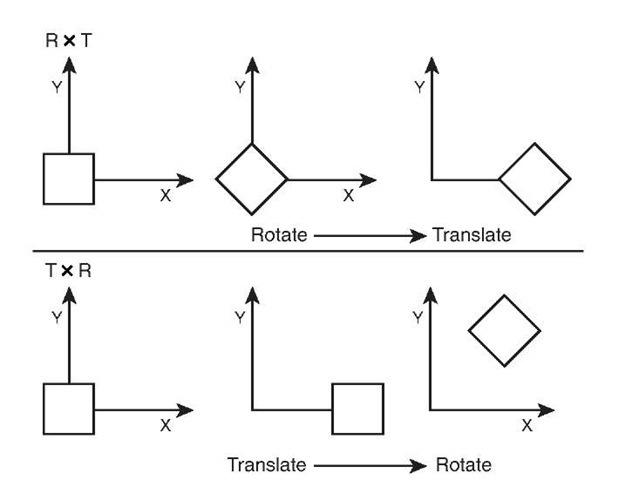 R × T
Y Y Y
X X
Rotate Translate
T × R
Y Y Y
X X
Translate Rotate